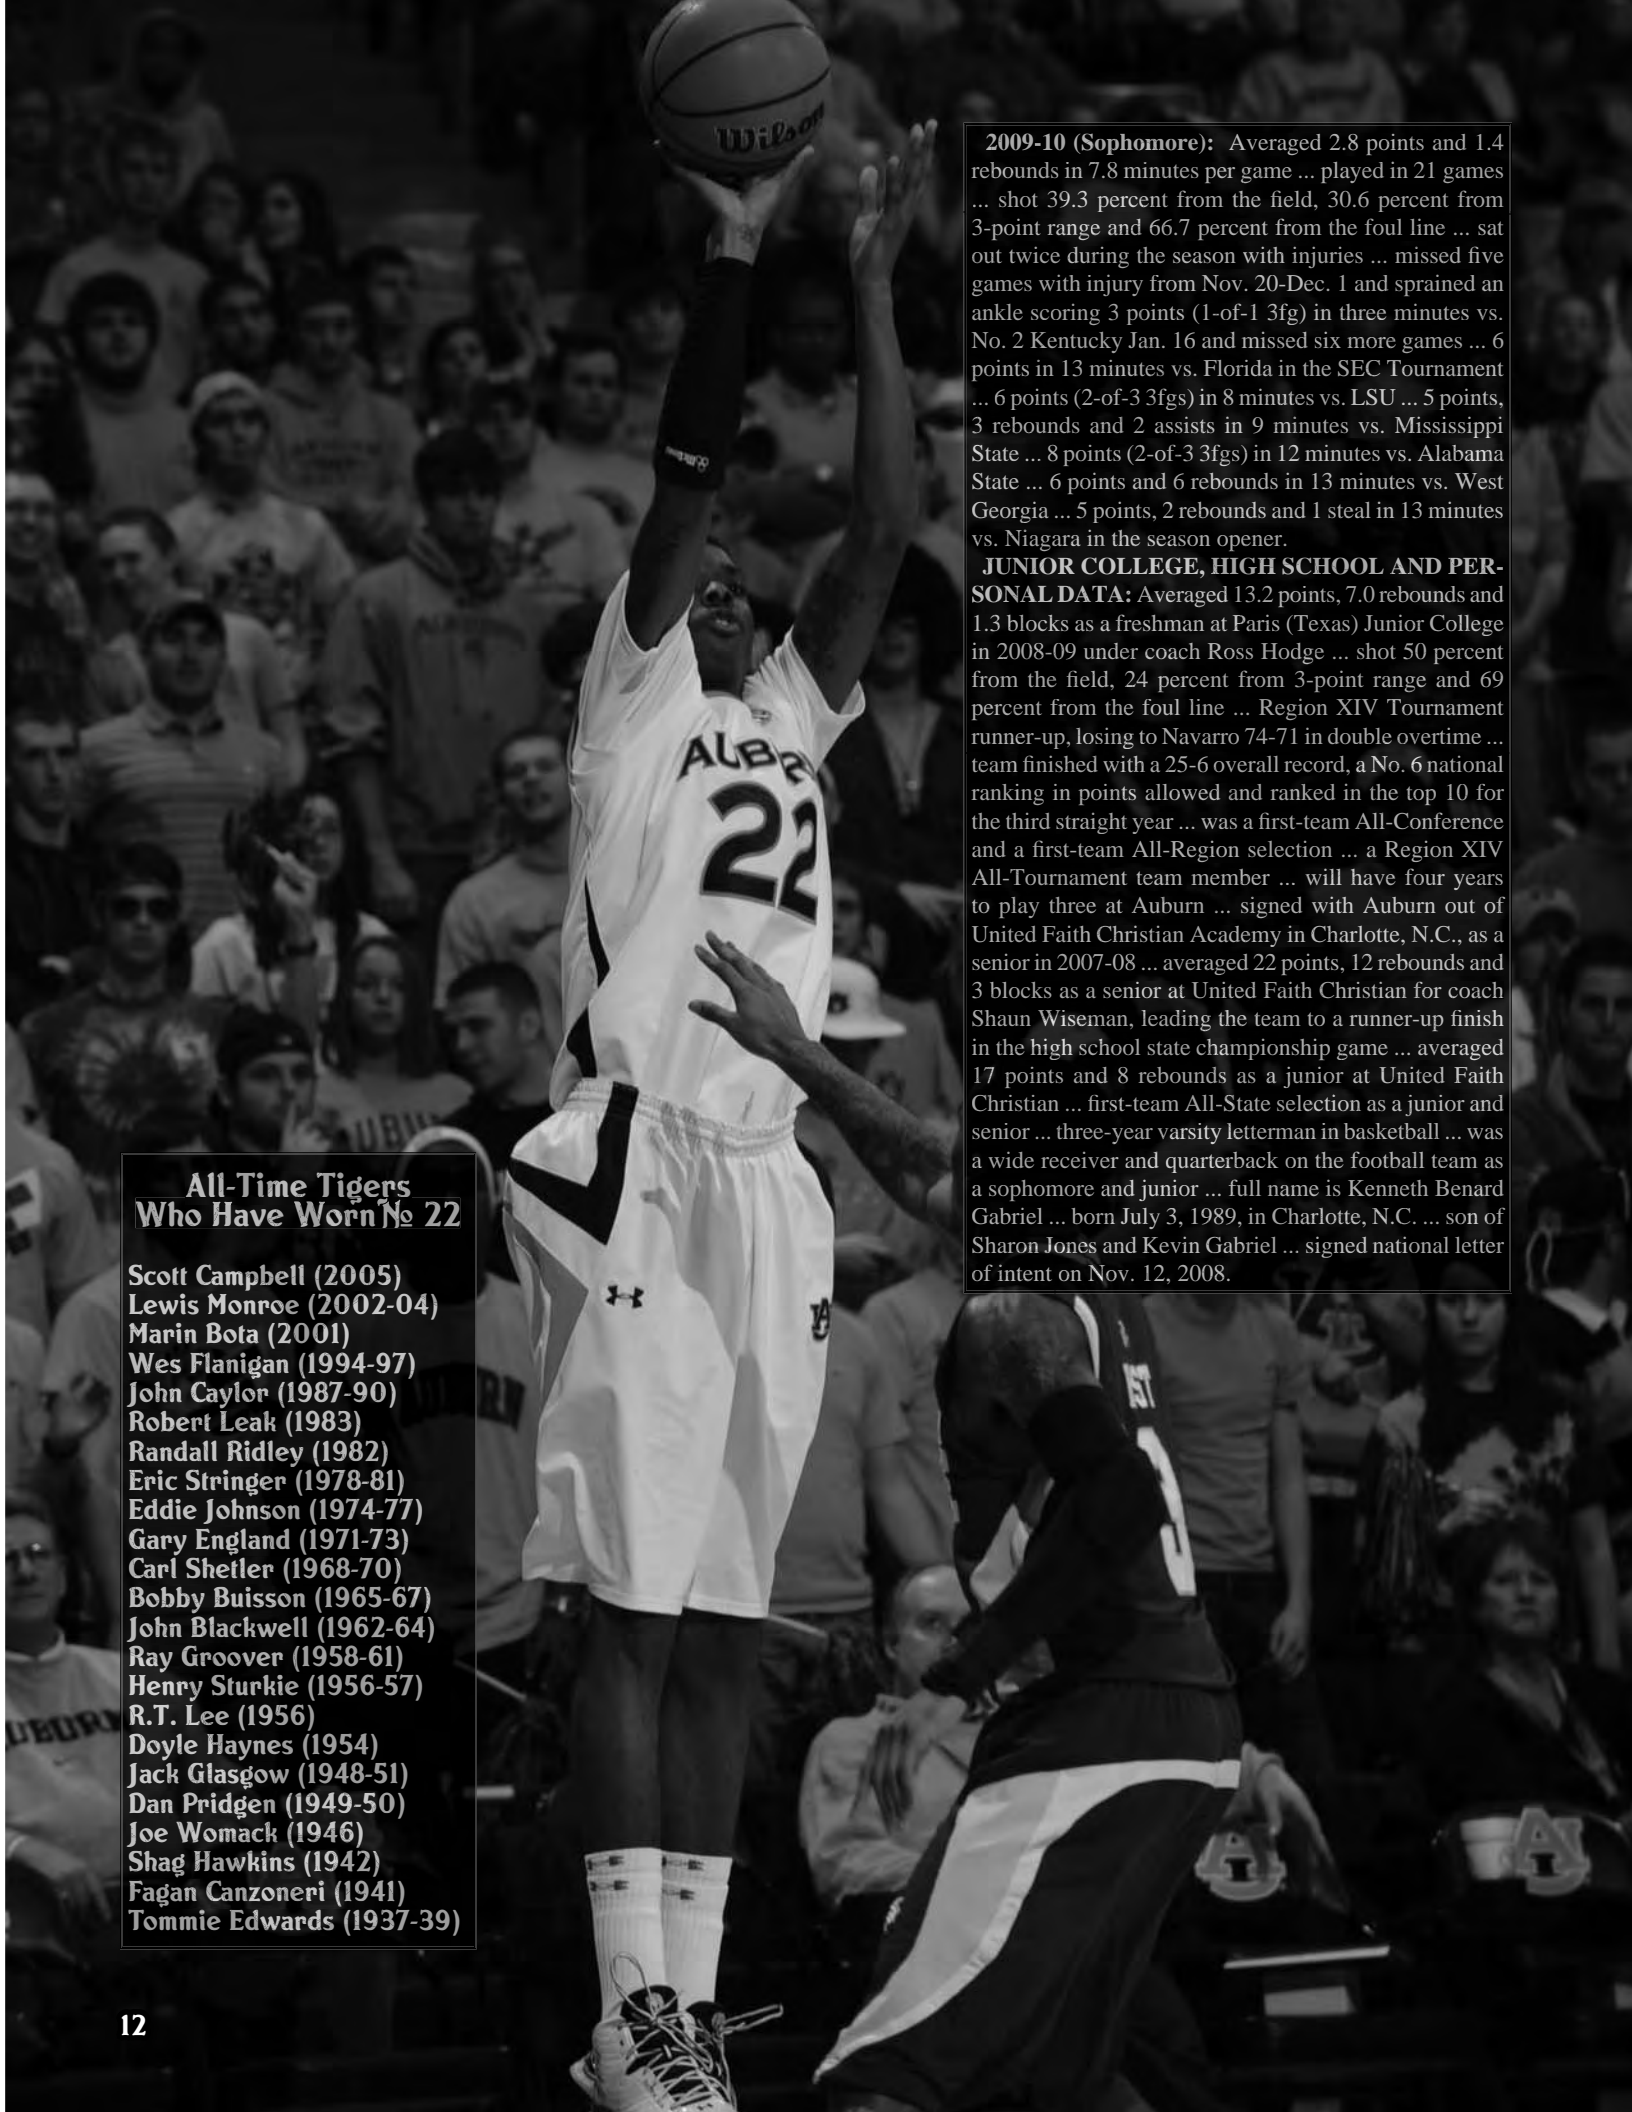 Wilson
2009-10 (Sophomore): Averaged 2.8 points and 1.4
rebounds in 7.8 minutes per game ... played in 21 games
... shot 39.3 percent from the field, 30.6 percent from
3-point range and 66.7 percent from the foul line ... sat
out twice during the season with injuries ... missed five
games with injury from Nov. 20-Dec. 1 and sprained an
ankle scoring 3 points (1-of-1 3fg) in three minutes vs.
No. 2 Kentucky Jan. 16 and missed six more games ... 6
points in 13 minutes vs. Florida in the SEC Tournament
... 6 points (2-of-3 3fgs) in 8 minutes vs. LSU ... 5 points,
3 rebounds and 2 assists in 9 minutes vs. Mississippi
State ... 8 points (2-of-3 3fgs) in 12 minutes vs. Alabama
State ... 6 points and 6 rebounds in 13 minutes vs. West
Georgia ... 5 points, 2 rebounds and 1 steal in 13 minutes
vs. Niagara in the season opener.
JUNIOR COLLEGE, HIGH SCHOOL AND PER-
SONAL DATA: Averaged 13.2 points, 7.0 rebounds and
1.3 blocks as a freshman at Paris (Texas) Junior College
in 2008-09 under coach Ross Hodge ... shot 50 percent
from the field, 24 percent from 3-point range and 69
percent from the foul line ... Region XIV Tournament
runner-up, losing to Navarro 74-71 in double overtime ...
team finished with a 25-6 overall record, a No. 6 national
ranking in points allowed and ranked in the top 10 for
the third straight year ... was a first-team All-Conference
and a first-team All-Region selection ... a Region XIV
All-Tournament team member ... will have four years
to play three at Auburn ... signed with Auburn out of
United Faith Christian Academy in Charlotte, N.C., as a
senior in 2007-08 ... averaged 22 points, 12 rebounds and
3 blocks as a senior at United Faith Christian for coach
Shaun Wiseman, leading the team to a runner-up finish
in the high school state championship game ... averaged
17 points and 8 rebounds as a junior at United Faith
Christian ... first-team All-State selection as a junior and
senior ... three-year varsity letterman in basketball ... was
a wide receiver and quarterback on the football team as
a sophomore and junior ... full name is Kenneth Benard
Gabriel ... born July 3, 1989, in Charlotte, N.C. ... son of
Sharon Jones and Kevin Gabriel ... signed national letter
of intent on Nov. 12, 2008.
22
All-Time Tigers
Who Have Worn № 22
Scott Campbell (2005)
Lewis Monroe (2002-04)
Marin Bota (2001)
Wes Flanigan (1994-97)
John Caylor (1987-90)
Robert Leak (1983)
Randall Ridley (1982)
Eric Stringer (1978-81)
Eddie Johnson (1974-77)
Gary England (1971-73)
Carl Shetler (1968-70)
Bobby Buisson (1965-67)
John Blackwell (1962-64)
Ray Groover (1958-61)
Henry Sturkie (1956-57)
R.T. Lee (1956)
Doyle Haynes (1954)
Jack Glasgow (1948-51)
Dan Pridgen (1949-50)
Joe Womack (1946)
Shag Hawkins (1942)
Fagan Canzoneri (1941)
Tommie Edwards (1937-39)
12